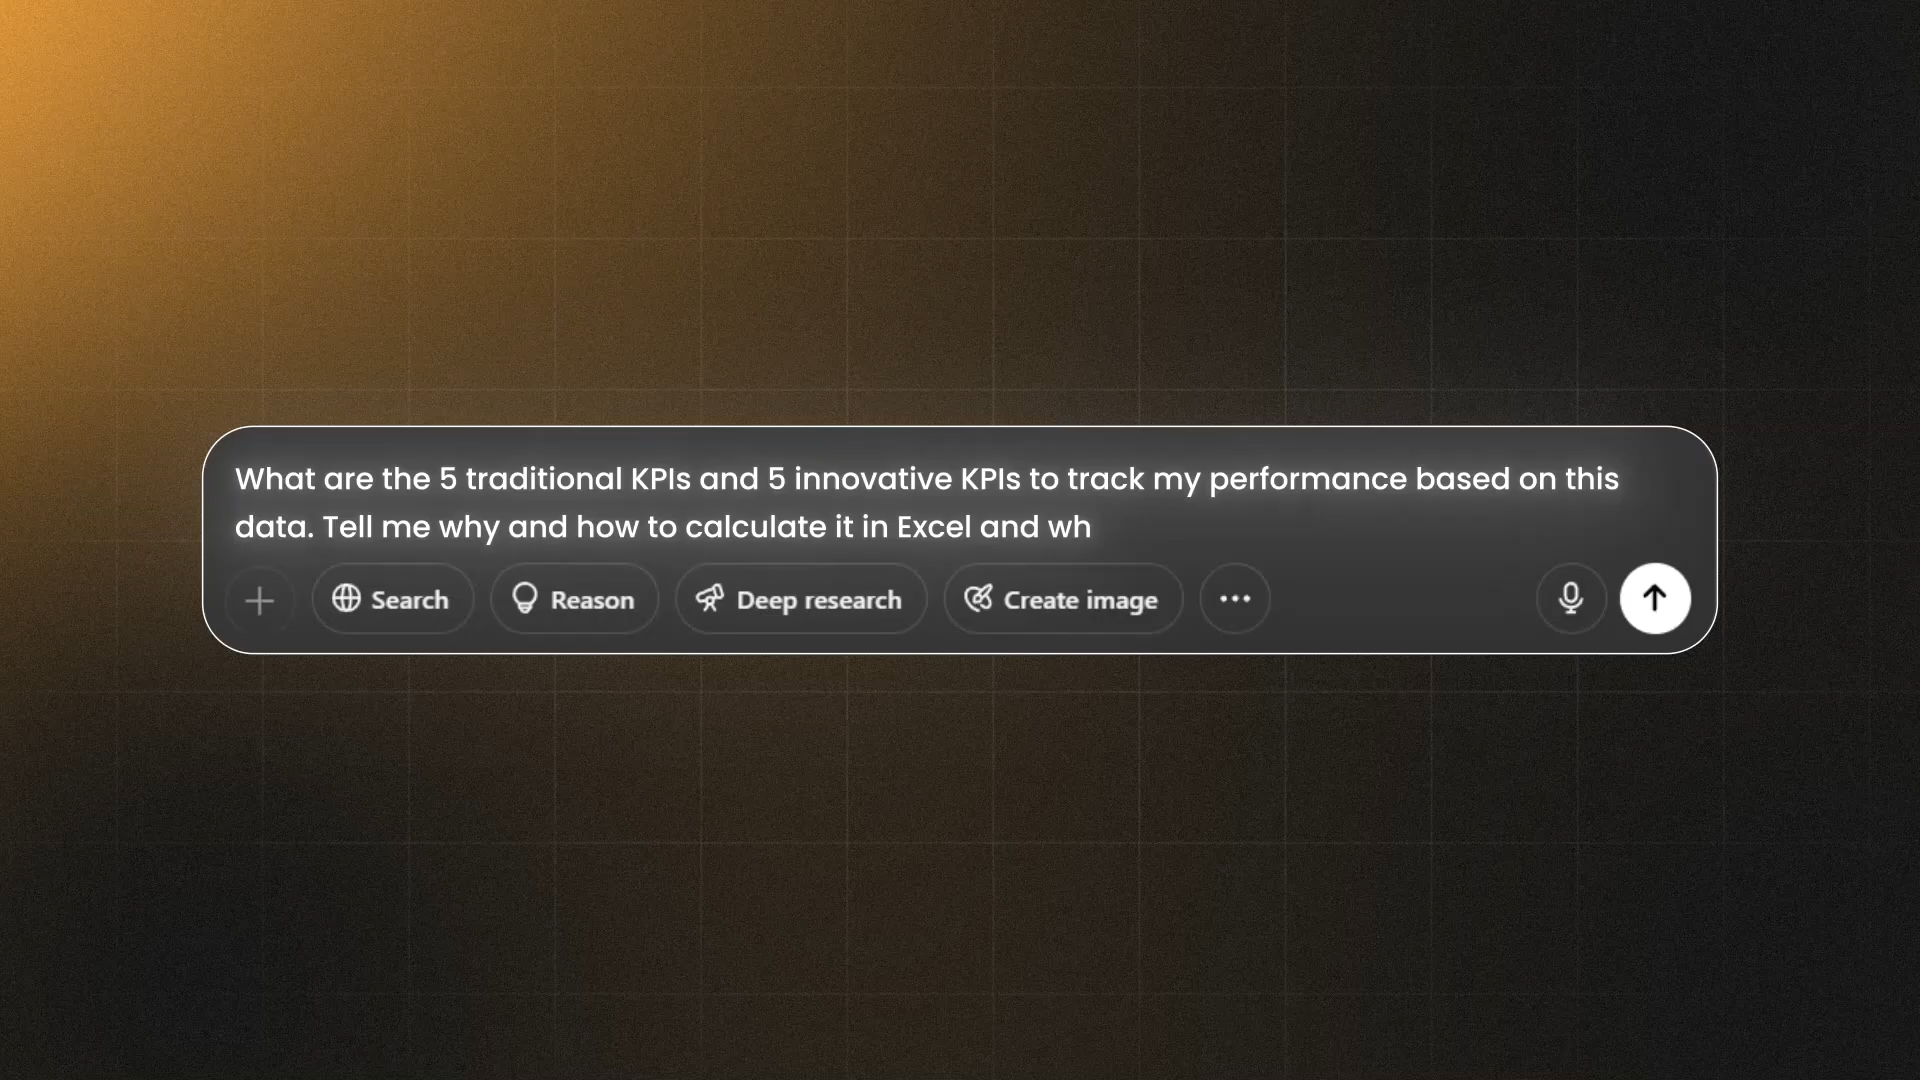 What are the 5 traditional KPIs and 5 innovative KPIs to track my performance based on this
data. Tell me why and how to calculate it in Excel and wh
Search
Reason
Deep research
Create image